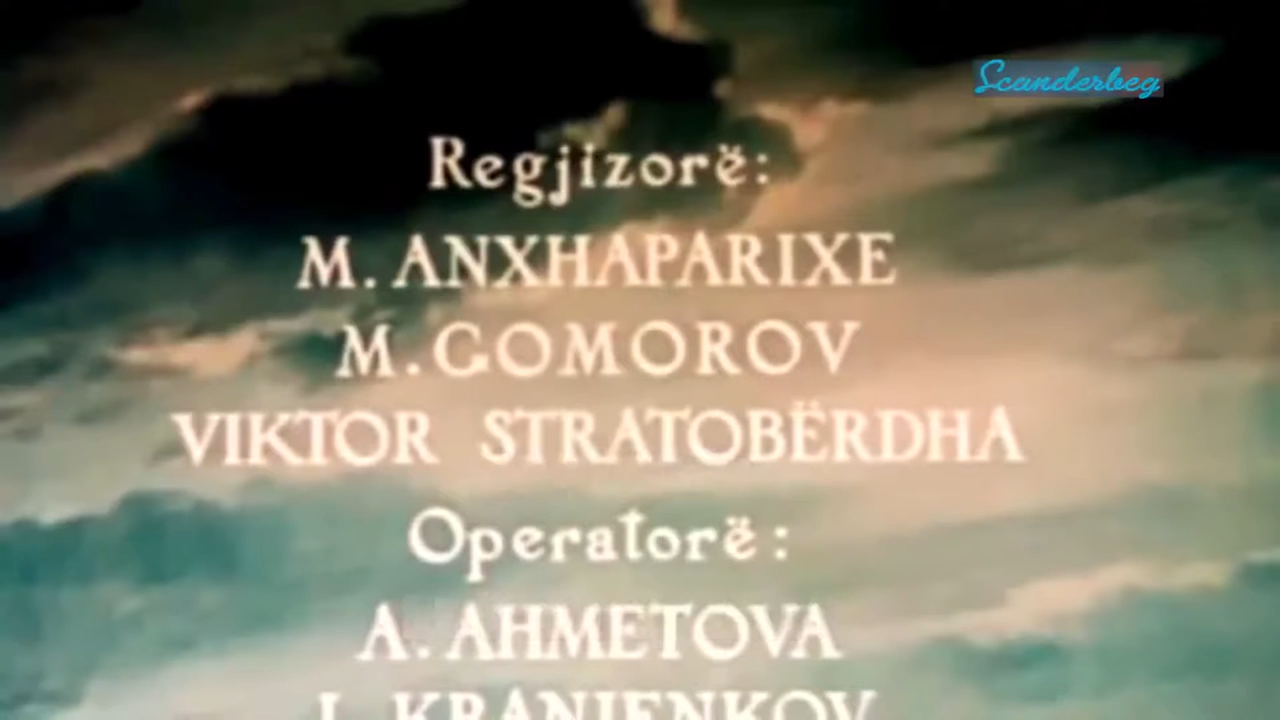 Scanderbeg
Regjizorë:
M. ANXHAPARIXE
M. GOMOROV
VIKTOR STRATOBËRDHA
Operatorë:
A. AHMETOVA